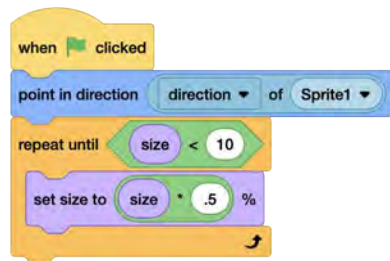 when clicked
point in direction direction of Sprite1
repeat until size < 10
set size to size * .5 %